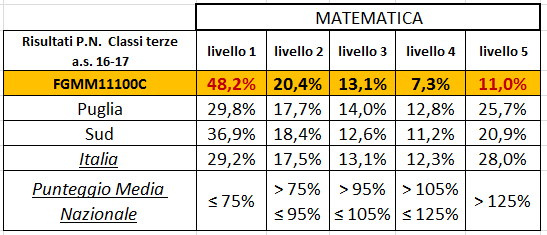 MATEMATICA
Risultati P.N. Classi terze
a.s. 16-17
livello 1 livello 2 livello 3 livello 4 livello 5
FGMM11100C 48,2% 20,4% 13,1% 7,3% 11,0%
Puglia 29,8% 17,7% 14,0% 12,8% 25,7%
Sud 36,9% 18,4% 12,6% 11,2% 20,9%
Italia 29,2% 17,5% 13,1% 12,3% 28,0%
Punteggio Media
Nazionale
≤ 75%
> 75%
≤ 95%
> 95%
≤ 105%
> 105%
≤ 125%
> 125%